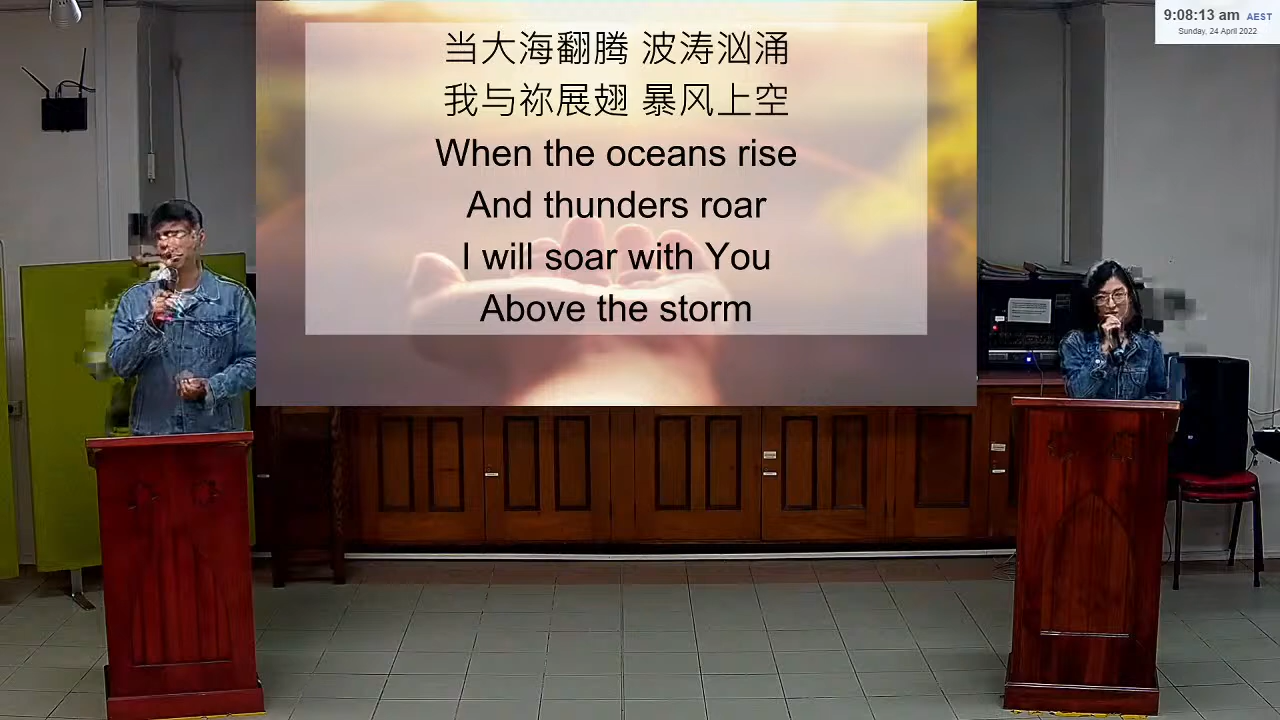 9:08:13 am AEST
Sunday, 24 April 2022
当大海翻腾 波涛汹涌
我与祢展翅 暴风上空
When the oceans rise
And thunders roar
I will soar with You
Above the storm